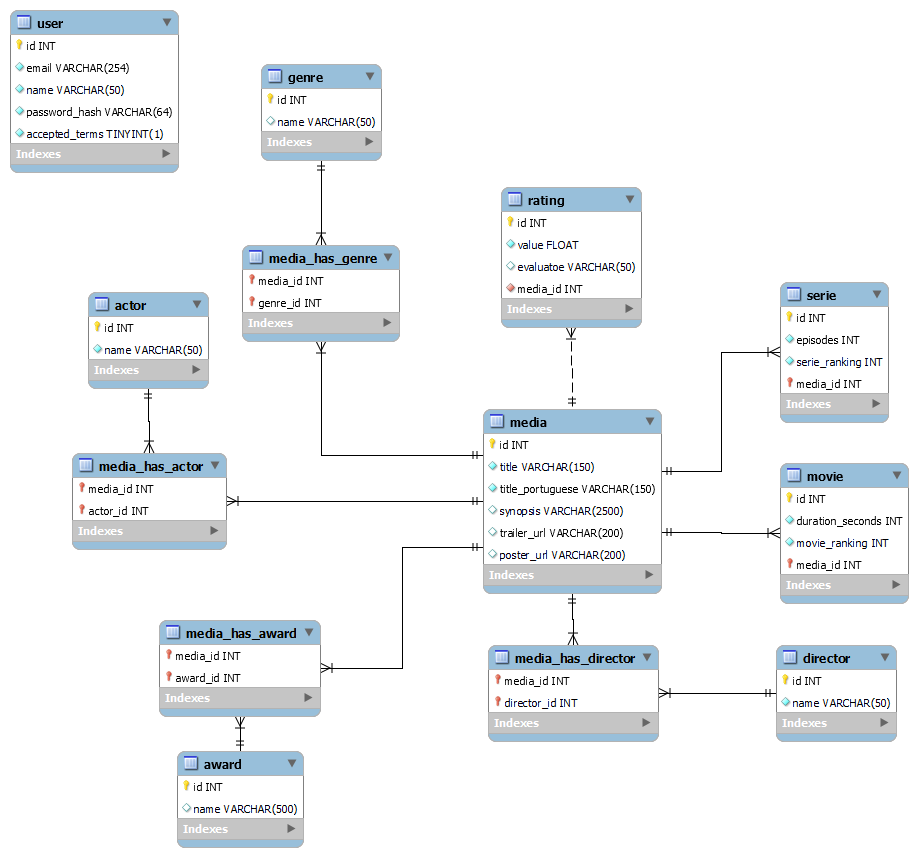 user
id INT
email VARCHAR(254)
name VARCHAR(50)
password_hash VARCHAR(64)
accepted_terms TINYINT(1)
Indexes
genre
id INT
name VARCHAR(50)
Indexes
rating
id INT
value FLOAT
evaluatoe VARCHAR(50)
media_id INT
Indexes
media_has_genre
media_id INT
genre_id INT
Indexes
actor
id INT
name VARCHAR(50)
Indexes
serie
id INT
episodes INT
serie_ranking INT
media_id INT
Indexes
media
id INT
title VARCHAR(150)
title_portuguese VARCHAR(150)
synopsis VARCHAR(2500)
trailer_url VARCHAR(200)
poster_url VARCHAR(200)
Indexes
media_has_actor
media_id INT
actor_id INT
Indexes
movie
id INT
duration_seconds INT
movie_ranking INT
media_id INT
Indexes
media_has_award
media_id INT
award_id INT
Indexes
media_has_director
media_id INT
director_id INT
Indexes
director
id INT
name VARCHAR(50)
Indexes
award
id INT
name VARCHAR(500)
Indexes